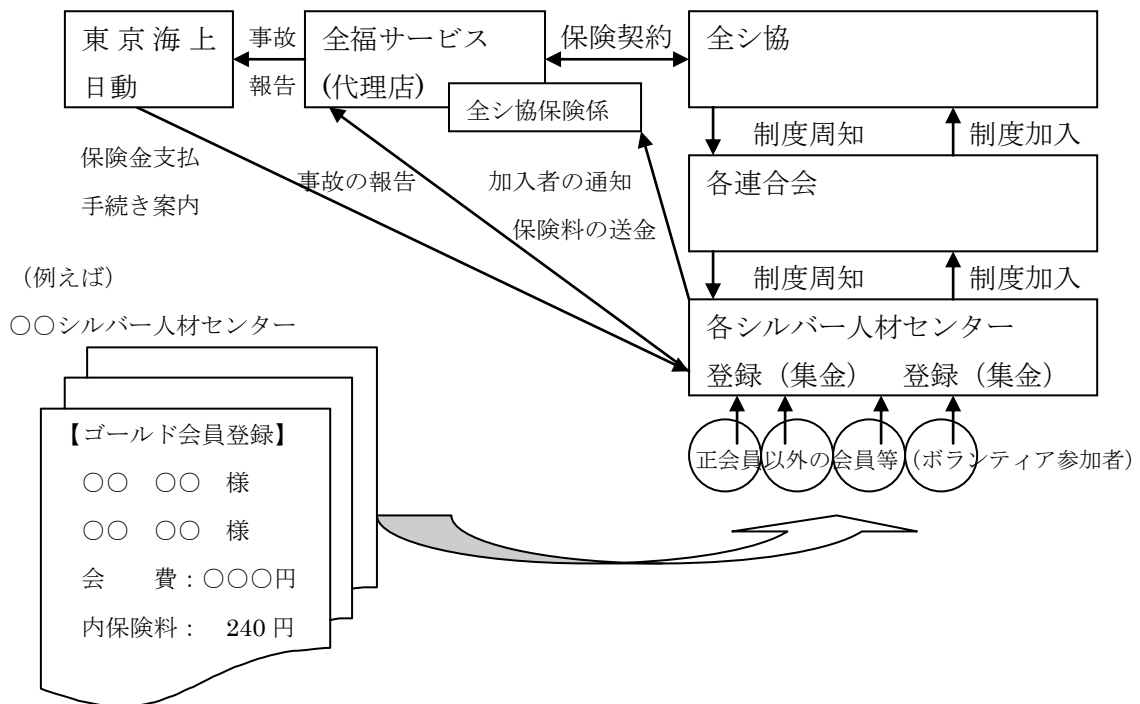 東京海上
日動
事故
報告
全福サービス
(代理店)
全シ協保険係
保険契約
全シ協
制度周知
制度加入
各連合会
保険金支払
手続き案内
事故の報告
加入者の通知
保険料の送金
制度周知
制度加入
各シルバー人材センター
登録（集金）　登録（集金）
正会員以外の会員等（ボランティア参加者）
（例えば）
○○シルバー人材センター
【ゴールド会員登録】
○○　○○　様
○○　○○　様
会　　費：○○○円
内保険料：　240 円